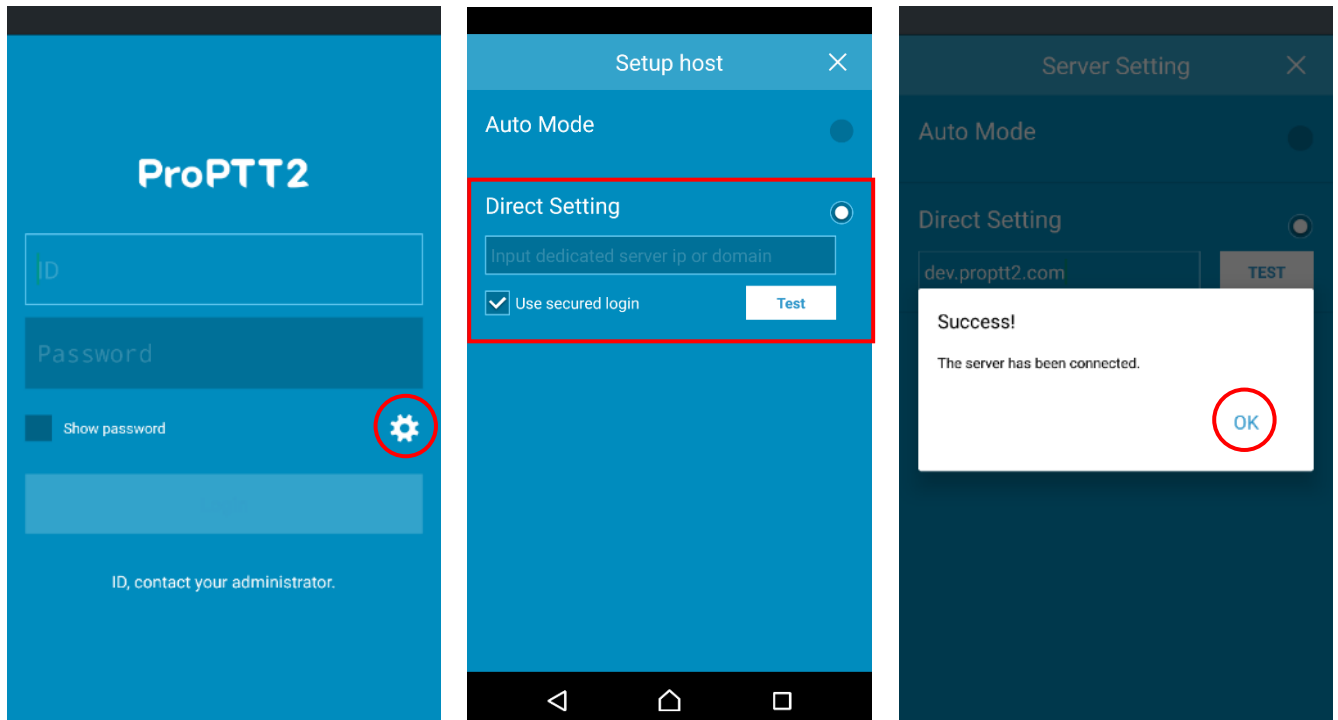 ProPTT2
ID
Password
Show password
ID, contact your administrator.
Setup host
Auto Mode
Direct Setting
Input dedicated server ip or domain
Use secured login
Test
Server Setting
Auto Mode
Direct Setting
dev.proptt2.com
TEST
Success!
The server has been connected.
OK